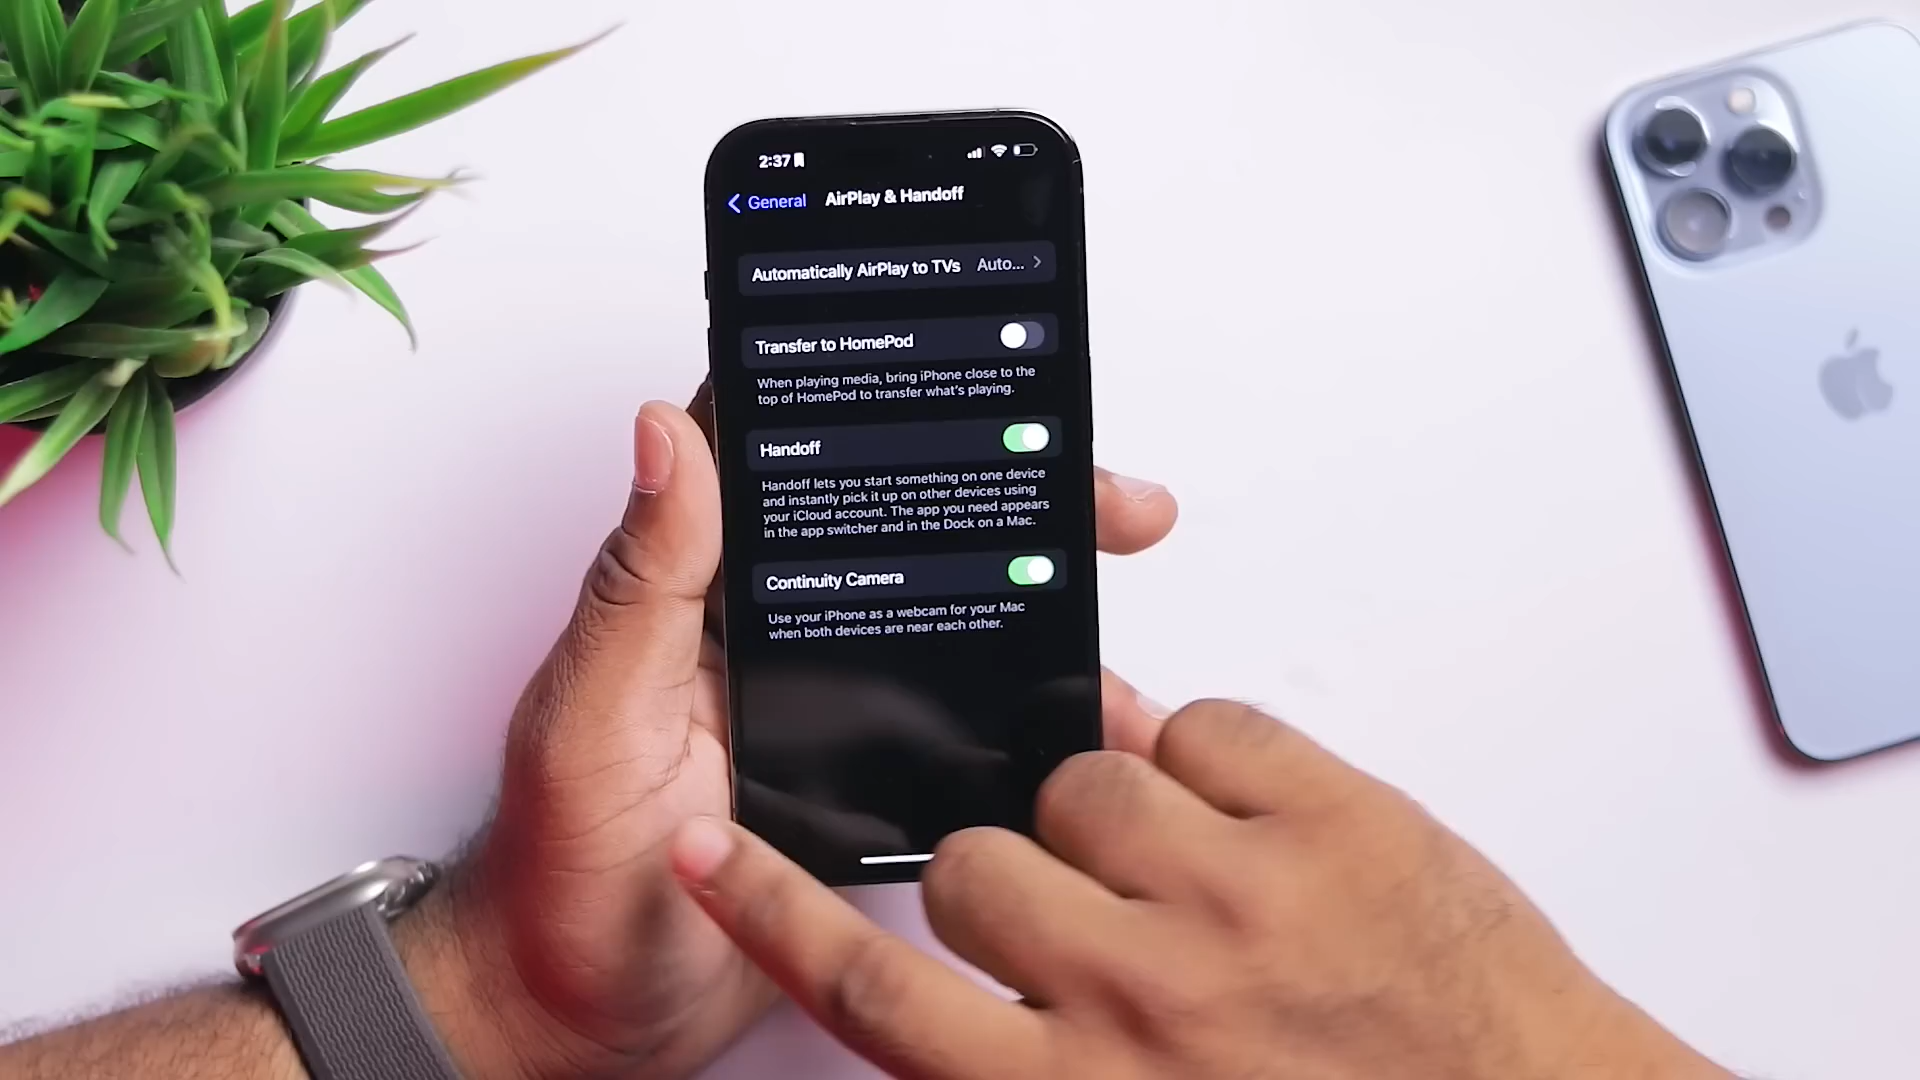 2:37
General
AirPlay & Handoff
Automatically AirPlay to TVs Auto...
Transfer to HomePod
When playing media, bring iPhone close to the
top of HomePod to transfer what's playing.
Handoff
Handoff lets you start something on one device
and instantly pick it up on other devices using
your iCloud account. The app you need appears
in the app switcher and in the Dock on a Mac.
Continuity Camera
Use your iPhone as a webcam for your Mac
when both devices are near each other.